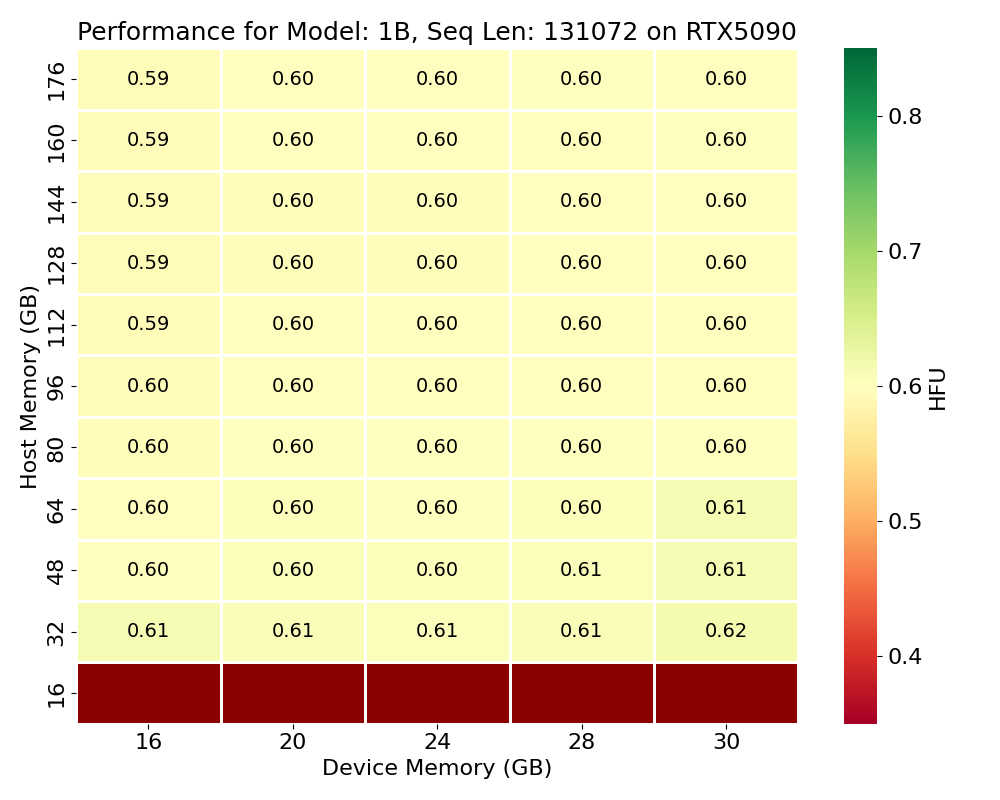 Performance for Model: 1B, Seq Len: 131072 on RTX5090
176 0.59 0.60 0.60 0.60 0.60
160 0.59 0.60 0.60 0.60 0.60
144 0.59 0.60 0.60 0.60 0.60
128 0.59 0.60 0.60 0.60 0.60
112 0.59 0.60 0.60 0.60 0.60
96 0.60 0.60 0.60 0.60 0.60
80 0.60 0.60 0.60 0.60 0.60
64 0.60 0.60 0.60 0.60 0.61
48 0.60 0.60 0.60 0.61 0.61
32 0.61 0.61 0.61 0.61 0.62
16
Host Memory (GB)
16 20 24 28 30
Device Memory (GB)
0.8
0.7
0.6
0.5
0.4
HFU